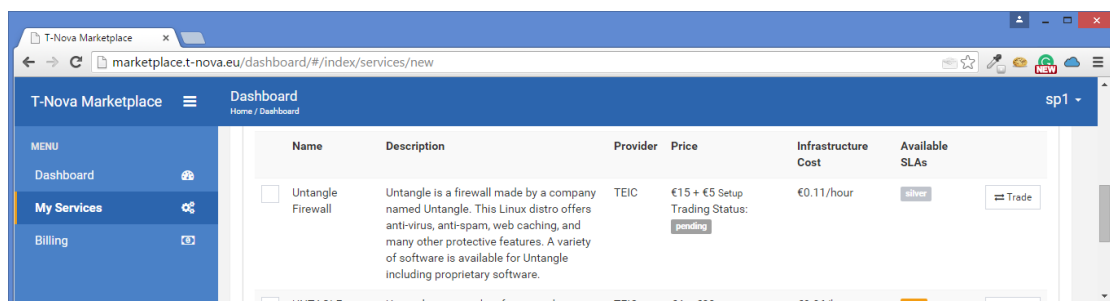 T-Nova Marketplace
marketplace.t-nova.eu/dashboard/#/index/services/new
NEW
T-Nova Marketplace
Dashboard
Home / Dashboard
sp1
MENU
Dashboard
My Services
Billing
Name Description Provider Price Infrastructure Cost Available SLAs
Untangle Firewall
Untangle is a firewall made by a company
named Untangle. This Linux distro offers
anti-virus, anti-spam, web caching, and
many other protective features. A variety
of software is available for Untangle
including proprietary software.
TEIC
€15 + €5 Setup
Trading Status:
pending
€0.11/hour
silver
Trade